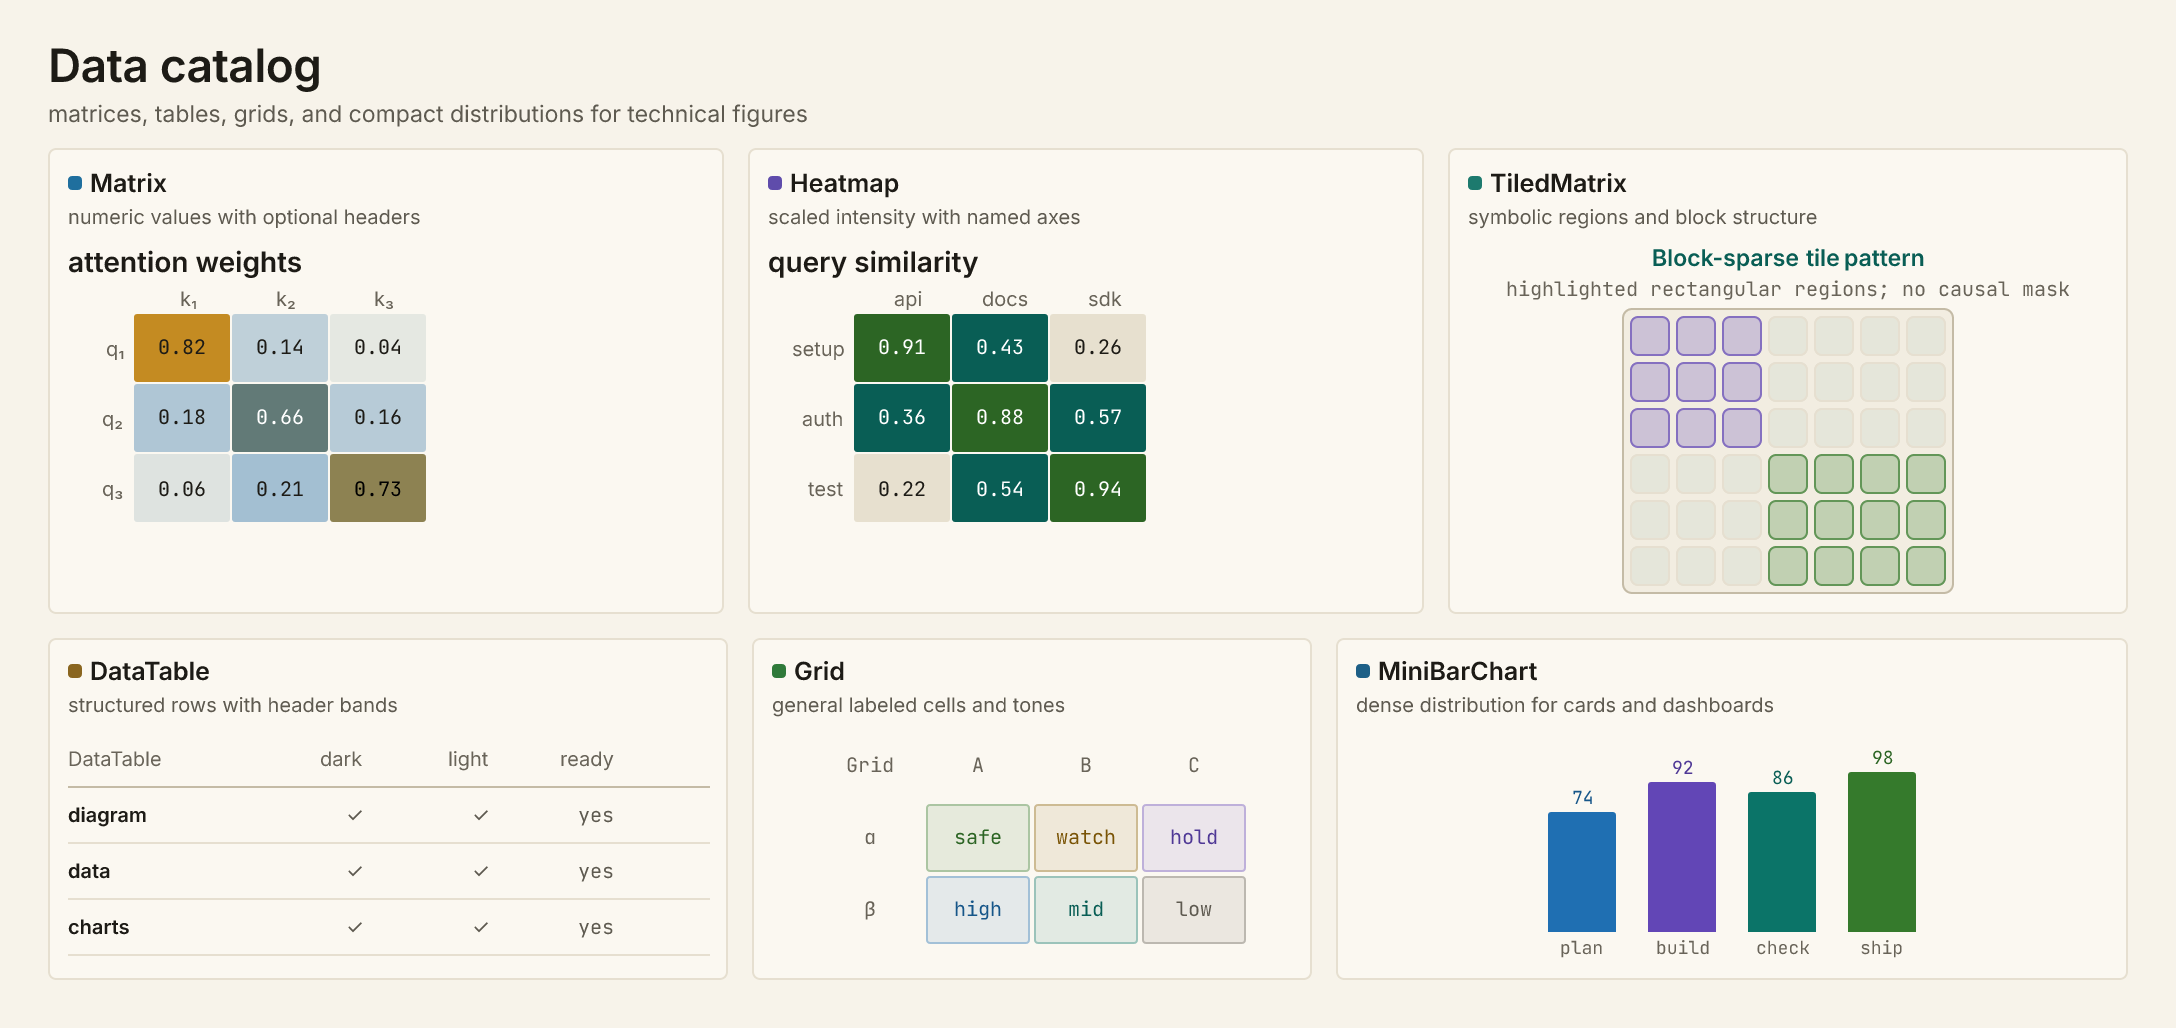 Data catalog
matrices, tables, grids, and compact distributions for technical figures
Matrix
numeric values with optional headers
attention weights
k₁ k₂ k₃
q₁ 0.82 0.14 0.04
q₂ 0.18 0.66 0.16
q₃ 0.06 0.21 0.73
Heatmap
scaled intensity with named axes
query similarity
api docs sdk
setup 0.91 0.43 0.26
auth 0.36 0.88 0.57
test 0.22 0.54 0.94
TiledMatrix
symbolic regions and block structure
Block-sparse tile pattern
highlighted rectangular regions; no causal mask
DataTable
structured rows with header bands
DataTable dark light ready
diagram ✓ ✓ yes
data ✓ ✓ yes
charts ✓ ✓ yes
Grid
general labeled cells and tones
Grid A B C
α safe watch hold
β high mid low
MiniBarChart
dense distribution for cards and dashboards
74 92 86 98
plan build check ship